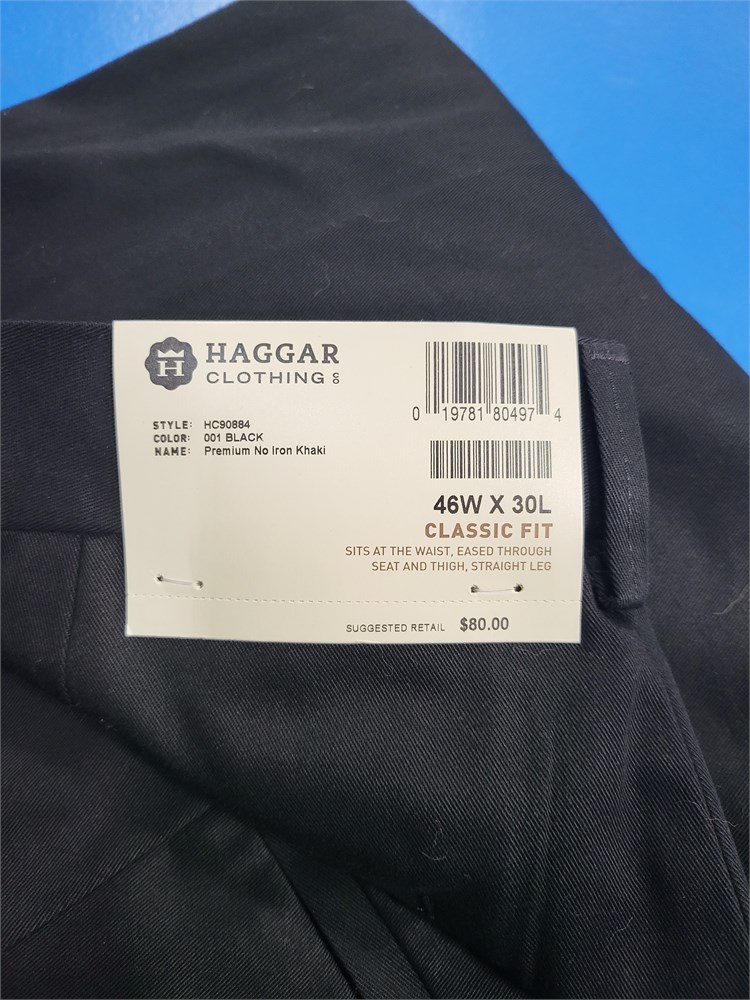 H
HAGGAR
CLOTHING CO
0 19781 80497 4
STYLE: HC90884
COLOR: 001 BLACK
NAME: Premium No Iron Khaki
46W X 30L
CLASSIC FIT
SITS AT THE WAIST, EASED THROUGH
SEAT AND THIGH, STRAIGHT LEG
SUGGESTED RETAIL $80.00